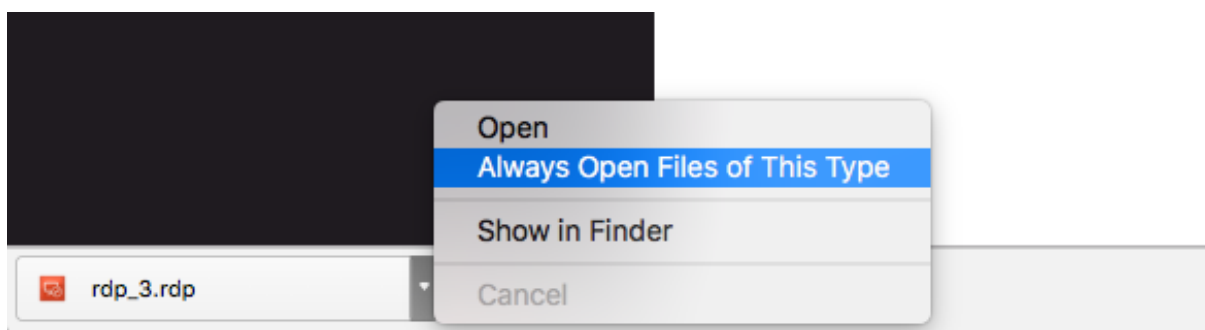 Open
Always Open Files of This Type
Show in Finder
rdp_3.rdp
Cancel